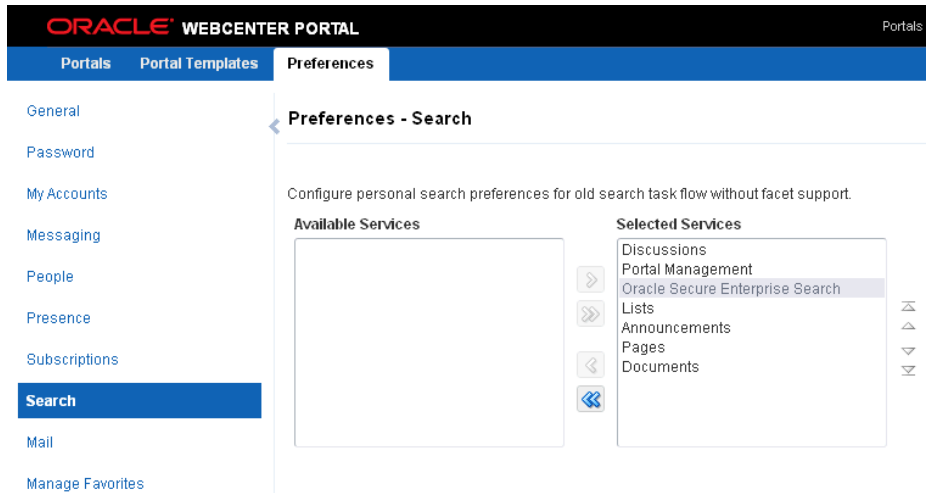 ORACLE WEBCENTER PORTAL
Portals
Portals Portal Templates Preferences
General
Preferences - Search
Password
My Accounts
Configure personal search preferences for old search task flow without facet support.
Available Services
Selected Services
Messaging
Discussions
Portal Management
People
Oracle Secure Enterprise Search
Lists
Presence
Announcements
Pages
Subscriptions
Documents
Search
Mail
Manage Favorites